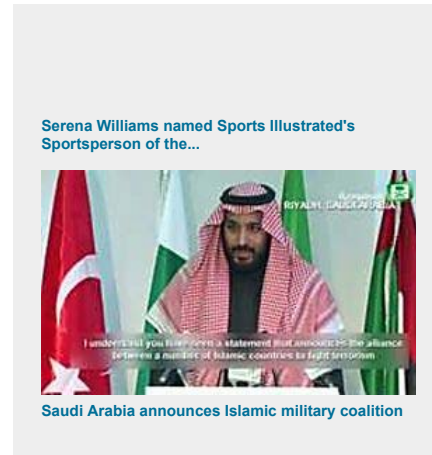 Serena Williams named Sports Illustrated's
Sportsperson of the...
RIYADH, SAUDI ARABIA
I understand you have seen a statement that announces the alliance
between a number of Islamic countries to fight terrorism
Saudi Arabia announces Islamic military coalition